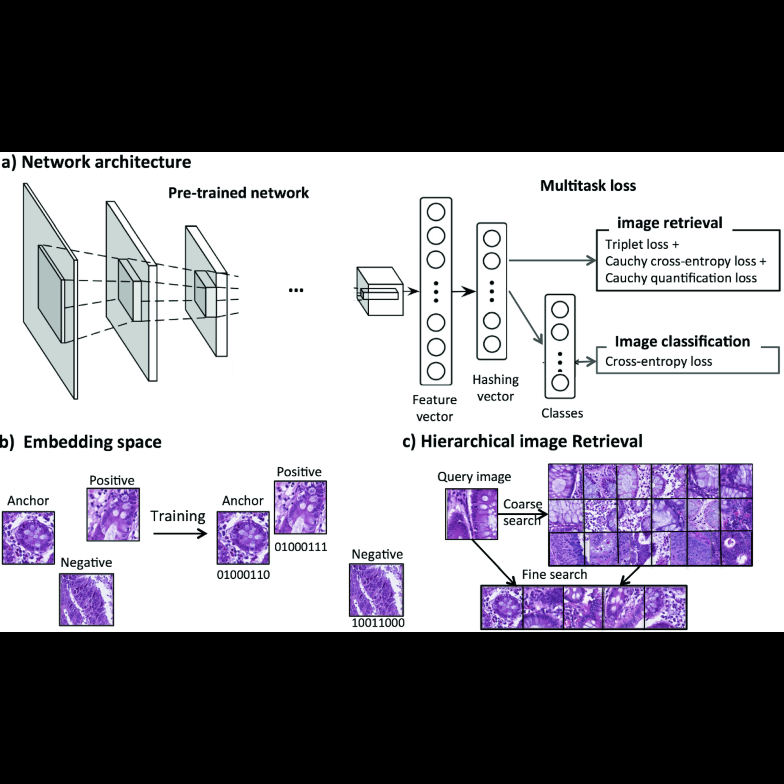 a) Network architecture
Pre-trained network
Multitask loss
image retrieval
Triplet loss +
Cauchy cross-entropy loss +
Cauchy quantification loss
...
Image classification
Cross-entropy loss
Feature
vector
Hashing
vector
Classes
b) Embedding space
Anchor
Positive
Negative
Training
Anchor
Positive
01000111
01000110
Negative
10011000
c) Hierarchical image Retrieval
Query image
Coarse
search
Fine search